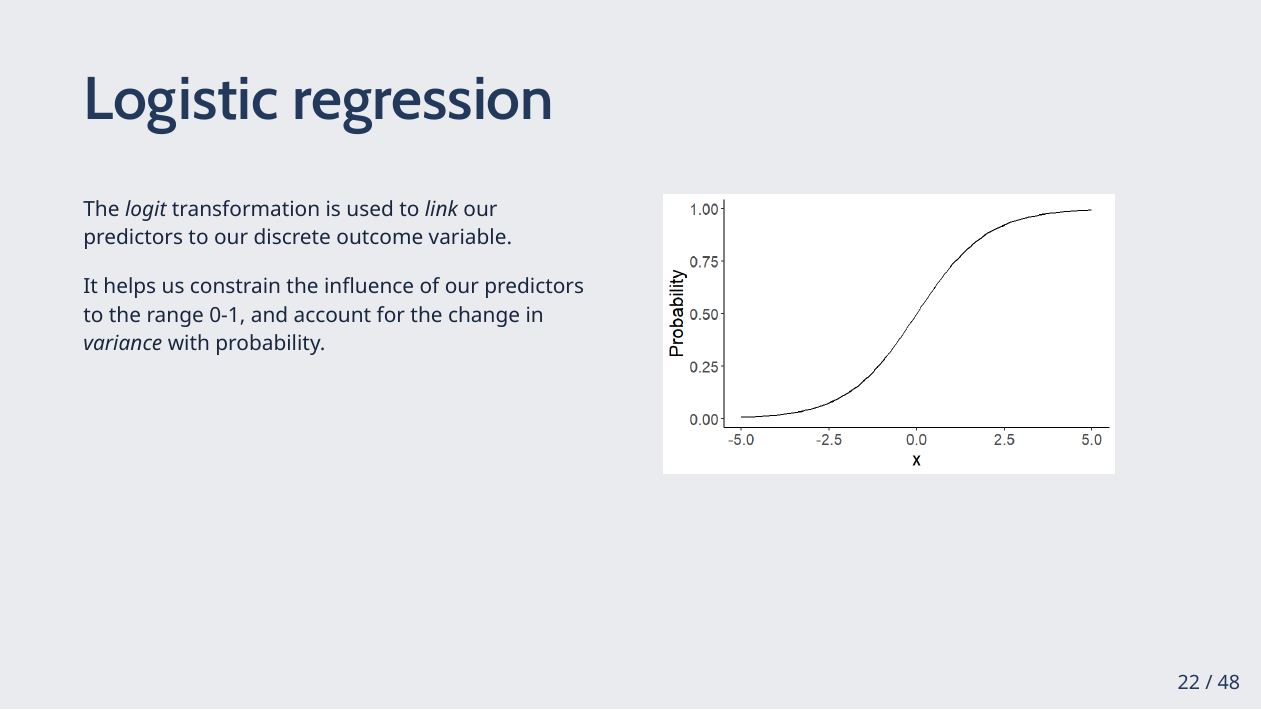 Logistic regression
The logit transformation is used to link our
predictors to our discrete outcome variable.
It helps us constrain the influence of our predictors
to the range 0-1, and account for the change in
variance with probability.
1.00
0.75
0.50
0.25
0.00
Probability
-5.0 -2.5 0.0 2.5 5.0
x
22 / 48